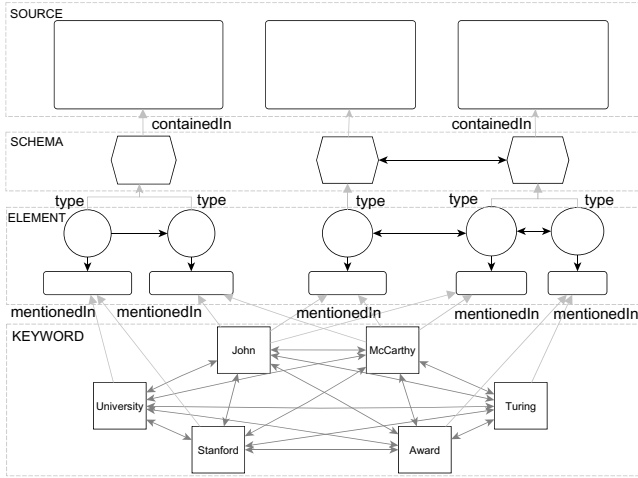 SOURCE
containedIn
containedIn
SCHEMA
type
type
type
type
type
ELEMENT
mentionedIn
mentionedIn
mentionedIn
mentionedIn
mentionedIn
KEYWORD
John
McCarthy
University
Turing
Stanford
Award